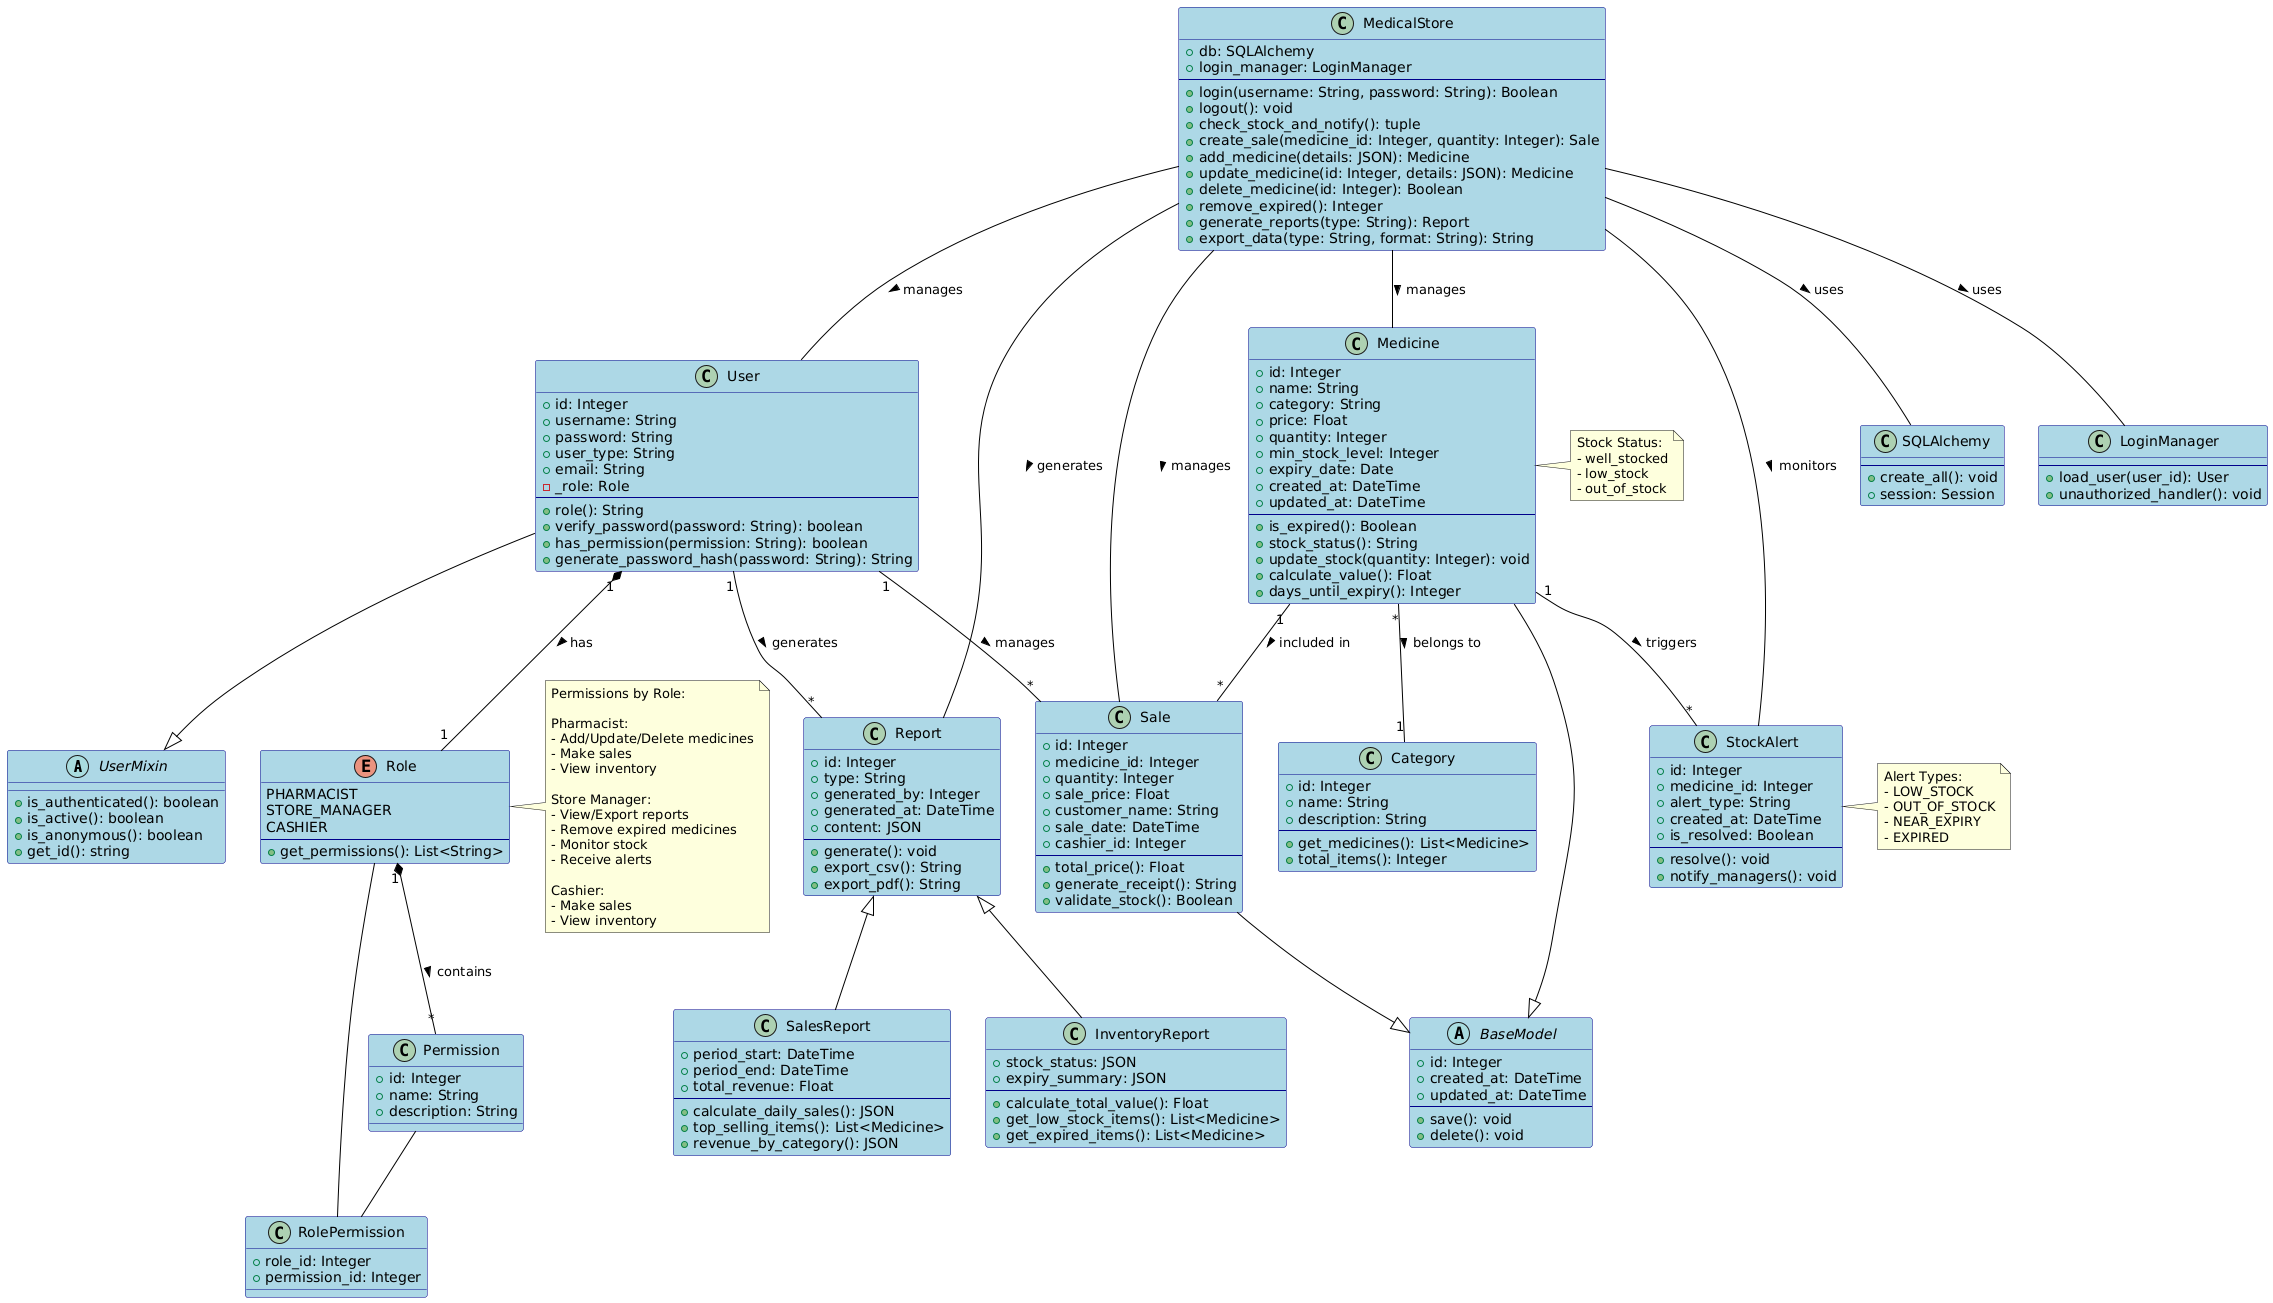 C MedicalStore
db: SQLAlchemy
login_manager: LoginManager
login(username: String, password: String): Boolean
logout(): void
check_stock_and_notify(): tuple
create_sale(medicine_id: Integer, quantity: Integer): Sale
add_medicine(details: JSON): Medicine
update_medicine(id: Integer, details: JSON): Medicine
delete_medicine(id: Integer): Boolean
remove_expired(): Integer
generate_reports(type: String): Report
export_data(type: String, format: String): String
manages
manages
uses
uses
generates
manages
monitors
C User
id: Integer
username: String
password: String
user_type: String
email: String
_role: Role
role(): String
verify_password(password: String): boolean
has_permission(permission: String): boolean
generate_password_hash(password: String): String
C Medicine
id: Integer
name: String
category: String
price: Float
quantity: Integer
min_stock_level: Integer
expiry_date: Date
created_at: DateTime
updated_at: DateTime
is_expired(): Boolean
stock_status(): String
update_stock(quantity: Integer): void
calculate_value(): Float
days_until_expiry(): Integer
Stock Status:
- well_stocked
- low_stock
- out_of_stock
C SQLAlchemy
create_all(): void
session: Session
C LoginManager
load_user(user_id): User
unauthorized_handler(): void
1
1
1
1
*
1
has
generates
manages
included in
belongs to
triggers
1
*
*
*
1
*
A UserMixin
is_authenticated(): boolean
is_active(): boolean
is_anonymous(): boolean
get_id(): string
E Role
PHARMACIST
STORE_MANAGER
CASHIER
get_permissions(): List<String>
Permissions by Role:
Pharmacist:
- Add/Update/Delete medicines
- Make sales
- View inventory
Store Manager:
- View/Export reports
- Remove expired medicines
- Monitor stock
- Receive alerts
Cashier:
- Make sales
- View inventory
C Report
id: Integer
type: String
generated_by: Integer
generated_at: DateTime
content: JSON
generate(): void
export_csv(): String
export_pdf(): String
C Sale
id: Integer
medicine_id: Integer
quantity: Integer
sale_price: Float
customer_name: String
sale_date: DateTime
cashier_id: Integer
total_price(): Float
generate_receipt(): String
validate_stock(): Boolean
C Category
id: Integer
name: String
description: String
get_medicines(): List<Medicine>
total_items(): Integer
C StockAlert
id: Integer
medicine_id: Integer
alert_type: String
created_at: DateTime
is_resolved: Boolean
resolve(): void
notify_managers(): void
Alert Types:
- LOW_STOCK
- OUT_OF_STOCK
- NEAR_EXPIRY
- EXPIRED
1
contains
*
C Permission
id: Integer
name: String
description: String
C SalesReport
period_start: DateTime
period_end: DateTime
total_revenue: Float
calculate_daily_sales(): JSON
top_selling_items(): List<Medicine>
revenue_by_category(): JSON
C InventoryReport
stock_status: JSON
expiry_summary: JSON
calculate_total_value(): Float
get_low_stock_items(): List<Medicine>
get_expired_items(): List<Medicine>
A BaseModel
id: Integer
created_at: DateTime
updated_at: DateTime
save(): void
delete(): void
C RolePermission
role_id: Integer
permission_id: Integer